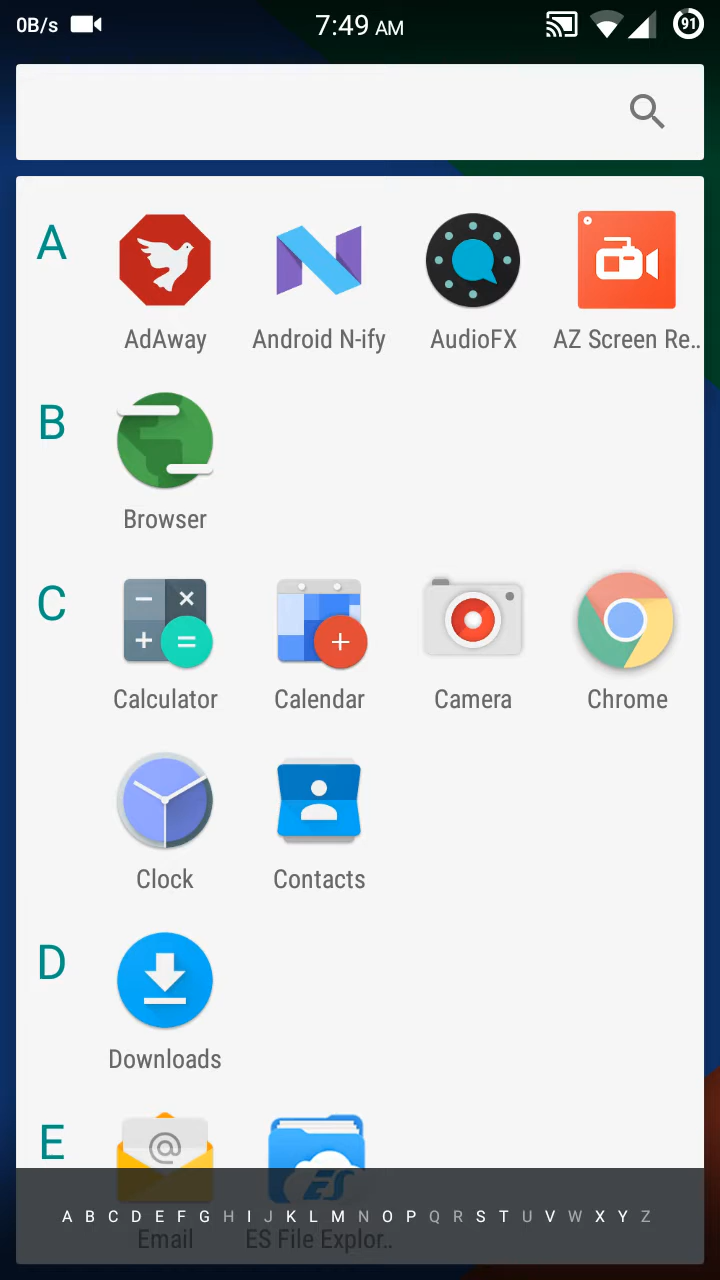 0B/s 7:49 AM 91
A
AdAway Android N-ify AudioFX AZ Screen Re..
B
Browser
C
Calculator Calendar Camera Chrome
Clock Contacts
D
Downloads
E
@ ES
A B C D E F G H I J K L M N O P Q R S T U V W X Y Z
Email ES File Explor..